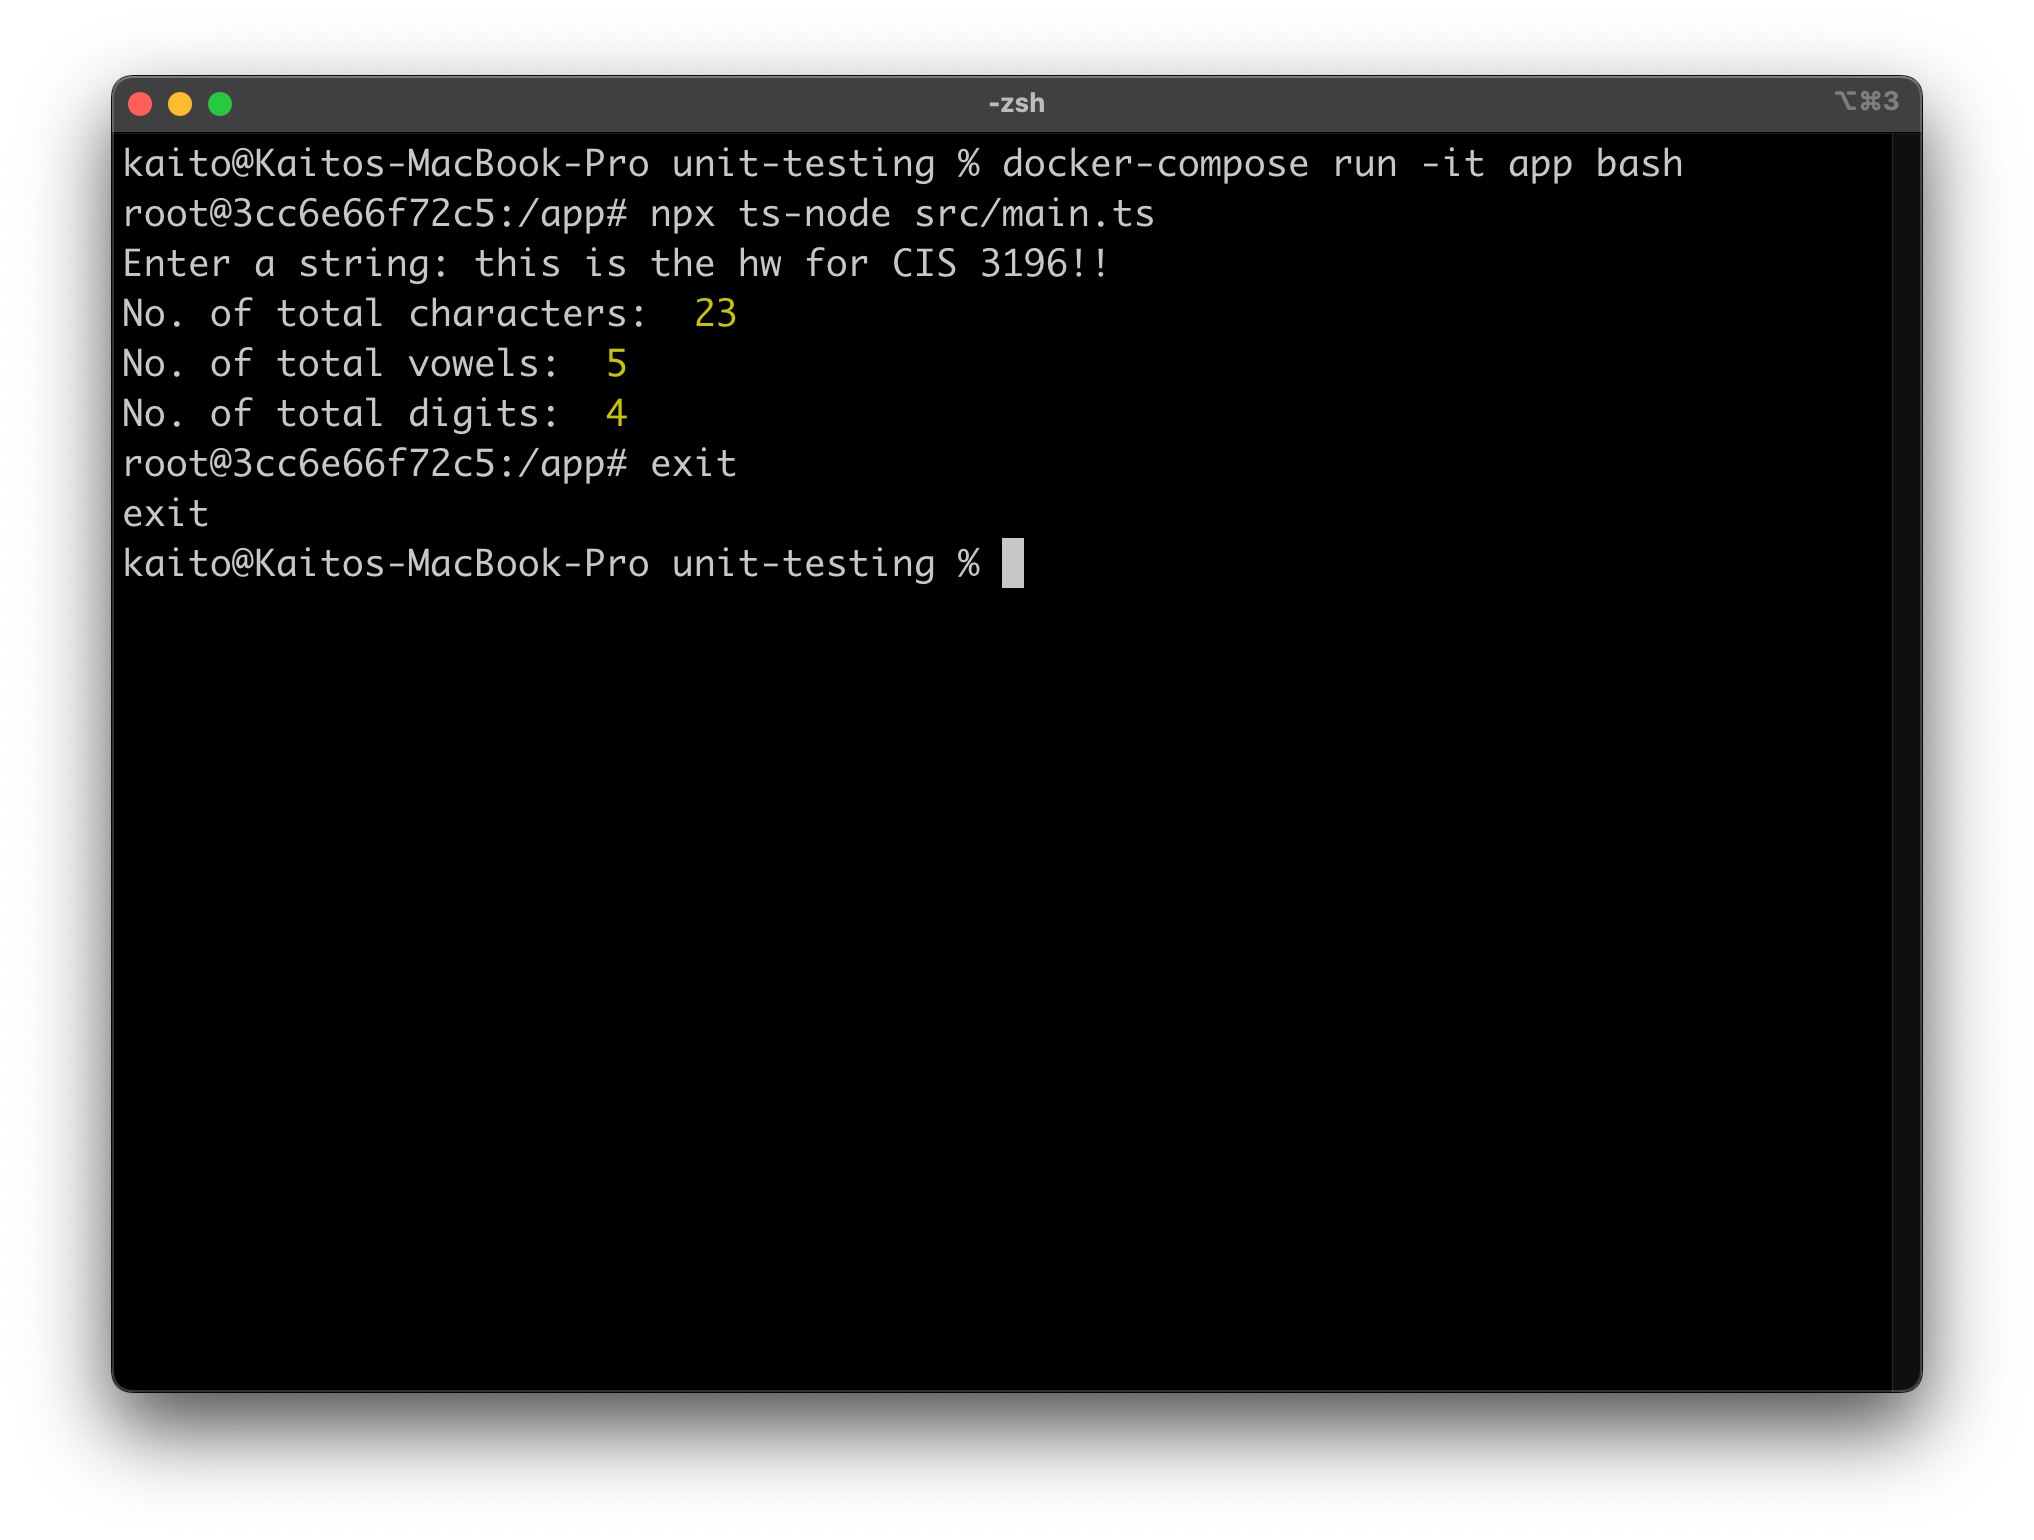 -zsh ⌥⌘3
kaito@Kaitos-MacBook-Pro unit-testing % docker-compose run -it app bash
root@3cc6e66f72c5:/app# npx ts-node src/main.ts
Enter a string: this is the hw for CIS 3196!!
No. of total characters:  23
No. of total vowels:  5
No. of total digits:  4
root@3cc6e66f72c5:/app# exit
exit
kaito@Kaitos-MacBook-Pro unit-testing %